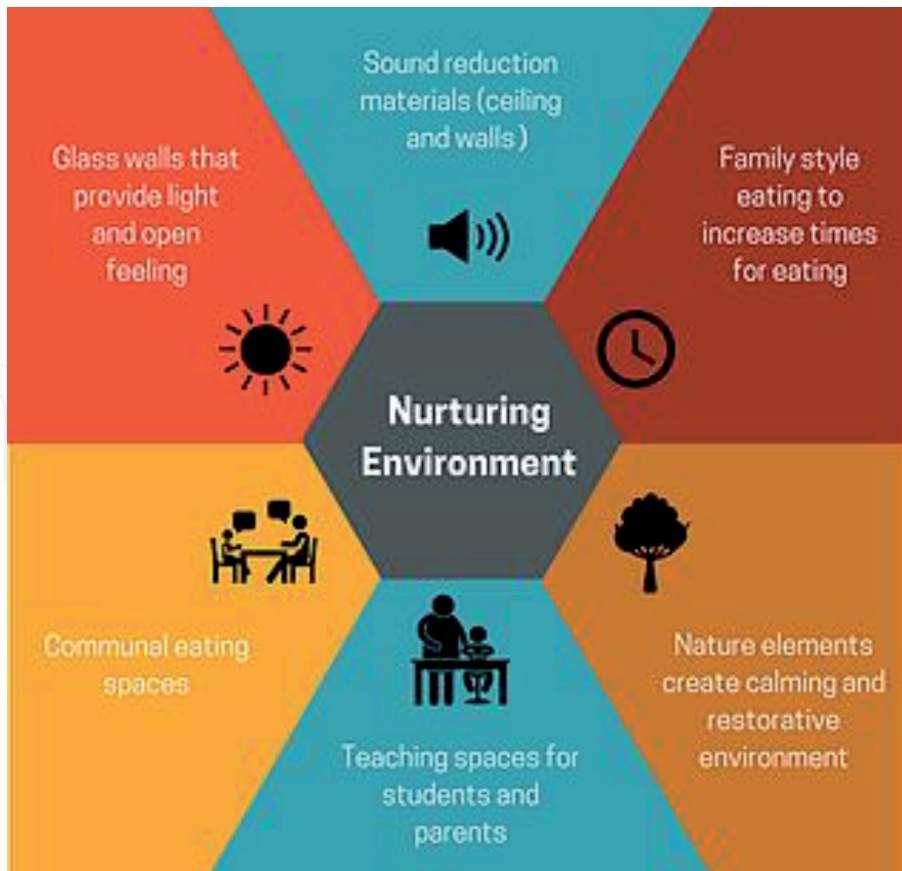 Sound reduction
materials (ceiling
and walls )
Glass walls that
provide light
and open
feeling
Family style
eating to
increase times
for eating
Nurturing
Environment
Communal eating
spaces
Nature elements
create calming and
restorative
environment
Teaching spaces for
students and
parents